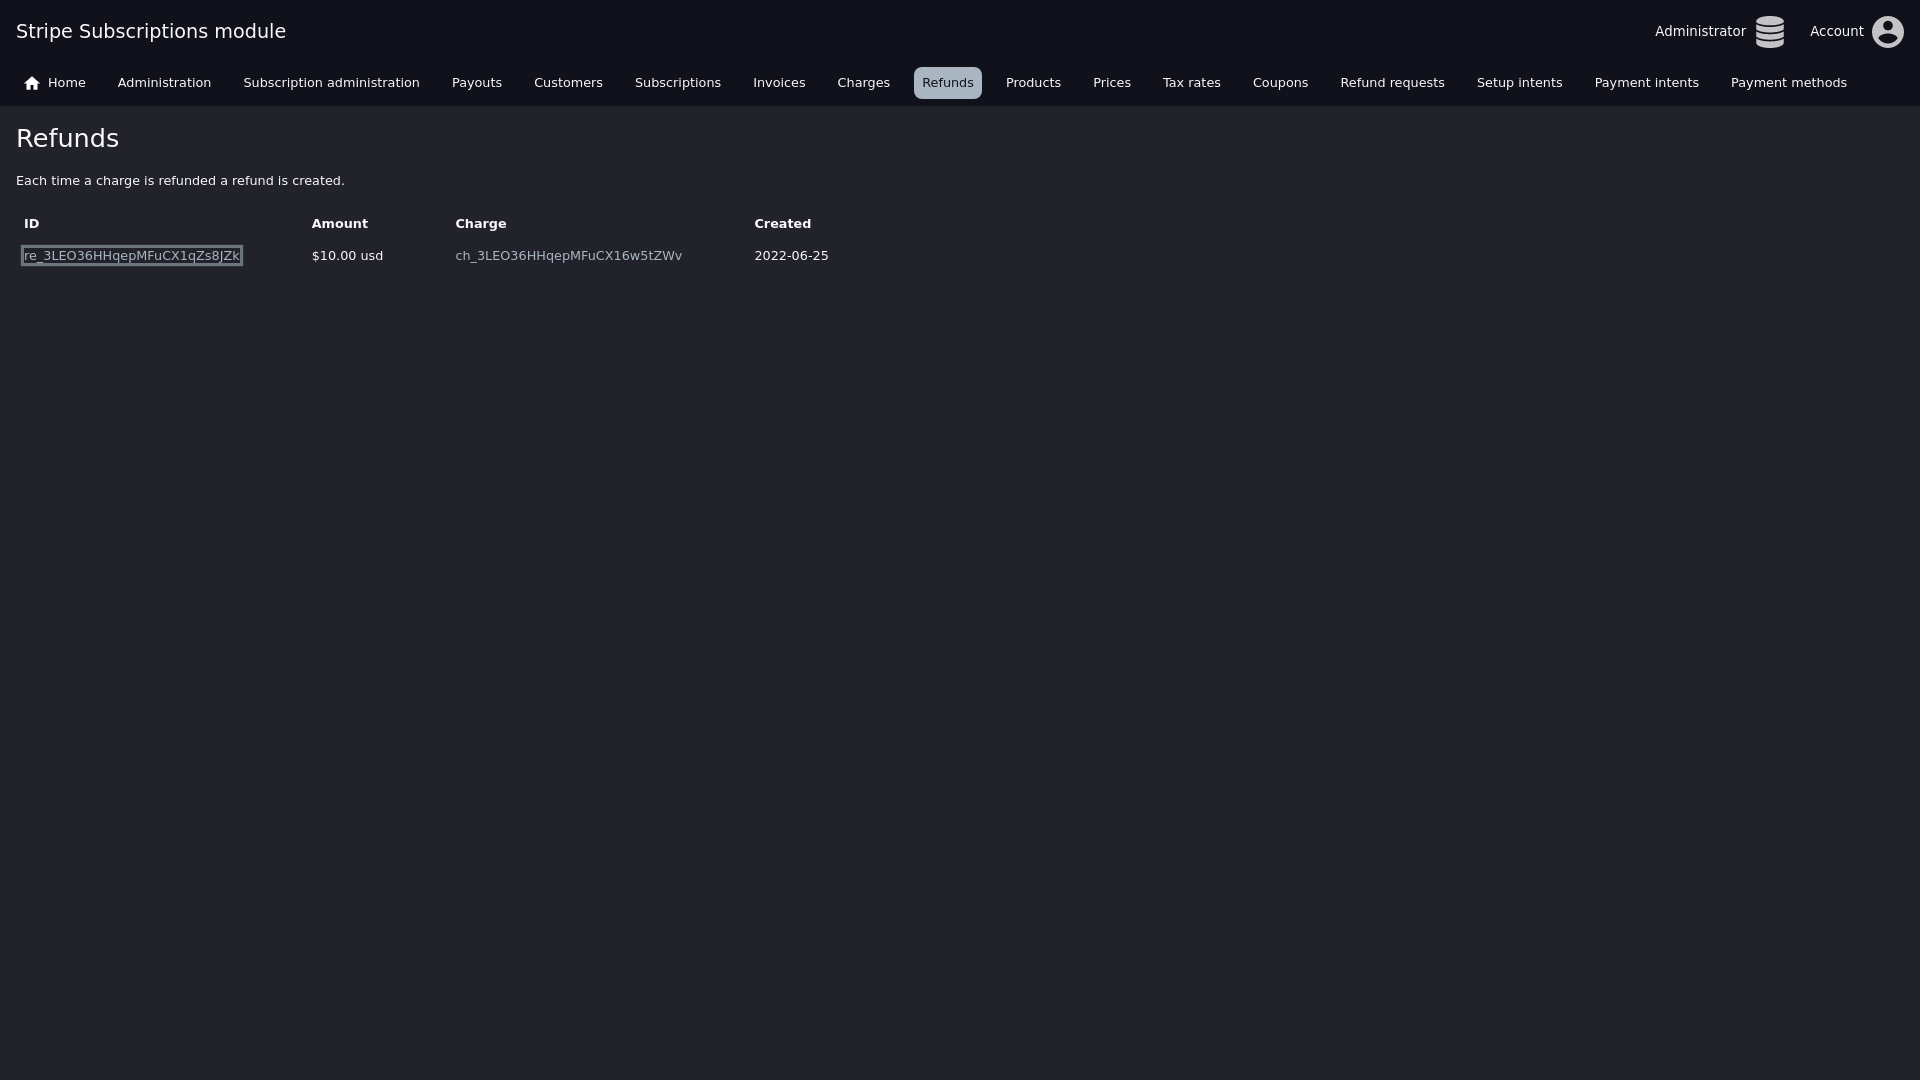 Stripe Subscriptions module
Administrator
Account
Home Administration Subscription administration Payouts Customers Subscriptions Invoices Charges Refunds Products Prices Tax rates Coupons Refund requests Setup intents Payment intents Payment methods
Refunds
Each time a charge is refunded a refund is created.
ID Amount Charge Created
re_3LEO36HHqepMFuCX1qZs8JZk $10.00 usd ch_3LEO36HHqepMFuCX16w5tZWv 2022-06-25